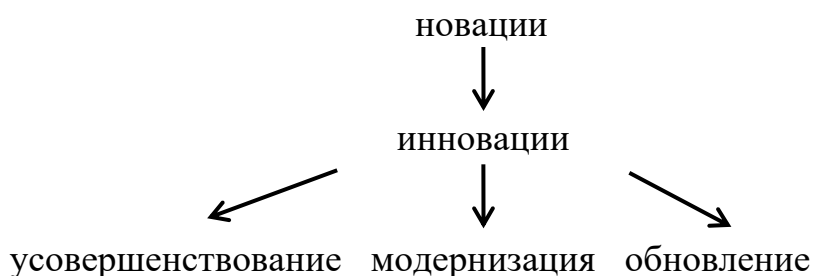 новации
инновации
усовершенствование модернизация обновление